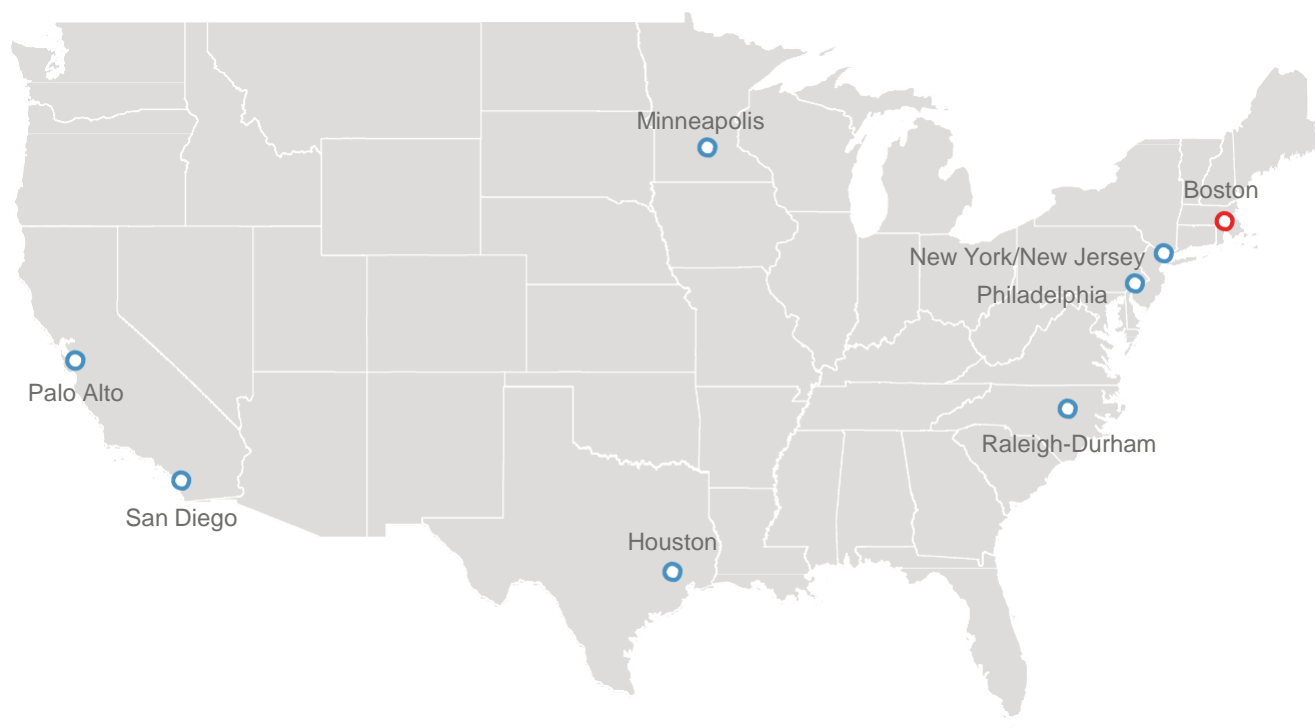 Minneapolis
Boston
New York/New Jersey
Philadelphia
Palo Alto
Raleigh-Durham
San Diego
Houston